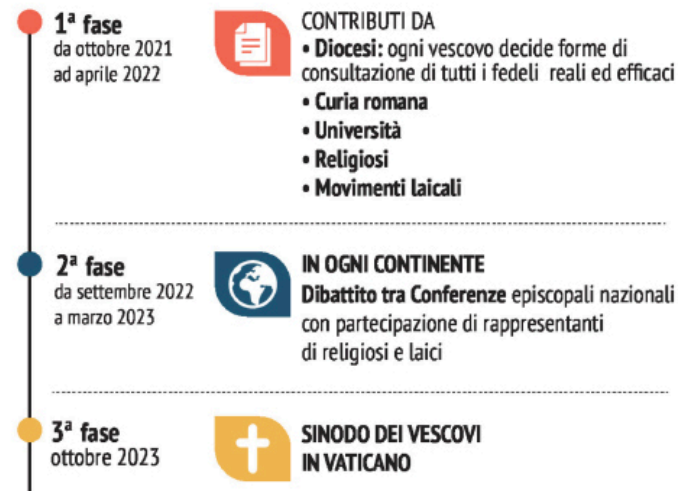 1ª fase
da ottobre 2021
ad aprile 2022
CONTRIBUTI DA
• Diocesi: ogni vescovo decide forme di
consultazione di tutti i fedeli reali ed efficaci
• Curia romana
• Università
• Religiosi
• Movimenti laicali
2ª fase
da settembre 2022
a marzo 2023
IN OGNI CONTINENTE
Dibattito tra Conferenze episcopali nazionali
con partecipazione di rappresentanti
di religiosi e laici
3ª fase
ottobre 2023
SINODO DEI VESCOVI
IN VATICANO